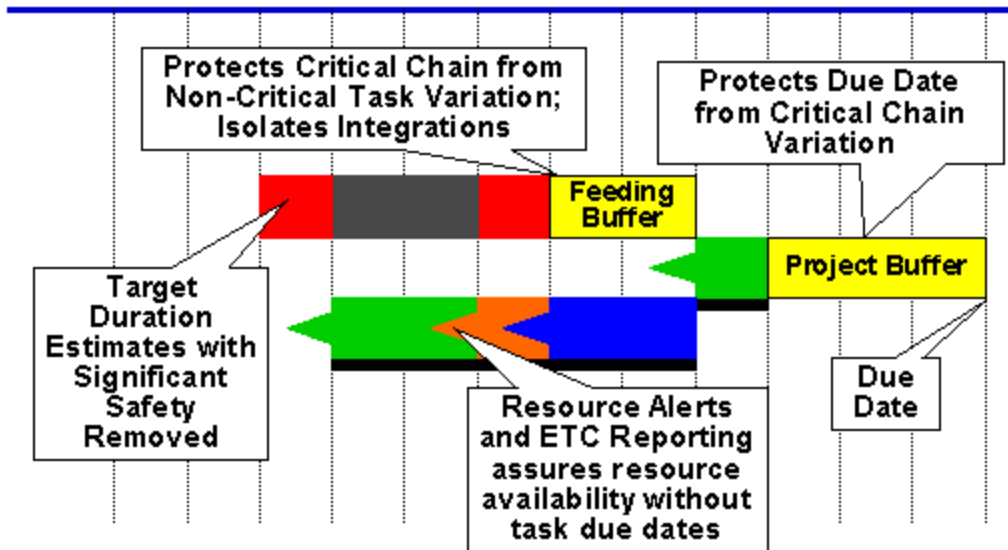 Protects Critical Chain from
Non-Critical Task Variation;
Isolates Integrations
Protects Due Date
from Critical Chain
Variation
Feeding
Buffer
Project Buffer
Target
Duration
Estimates with
Significant
Safety
Removed
Resource Alerts
and ETC Reporting
assures resource
availability without
task due dates
Due
Date